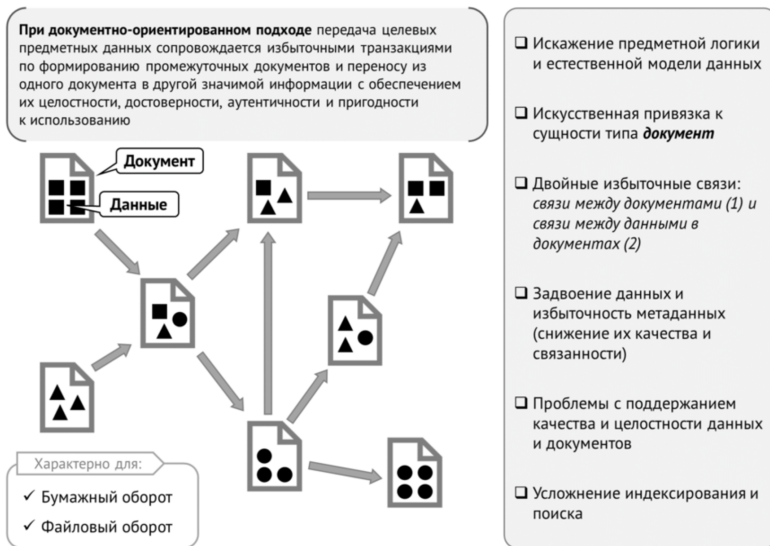 При документно-ориентированном подходе передача целевых
предметных данных сопровождается избыточными транзакциями
по формированию промежуточных документов и переносу из
одного документа в другой значимой информации с обеспечением
их целостности, достоверности, аутентичности и пригодности
к использованию
Документ
Данные
Характерно для:
✓ Бумажный оборот
✓ Файловый оборот
❑ Искажение предметной логики
и естественной модели данных
❑ Искусственная привязка к
сущности типа документ
❑ Двойные избыточные связи:
связи между документами (1) и
связи между данными в
документах (2)
❑ Задвоение данных и
избыточность метаданных
(снижение их качества и
связанности)
❑ Проблемы с поддержанием
качества и целостности данных
и документов
❑ Усложнение индексирования и
поиска